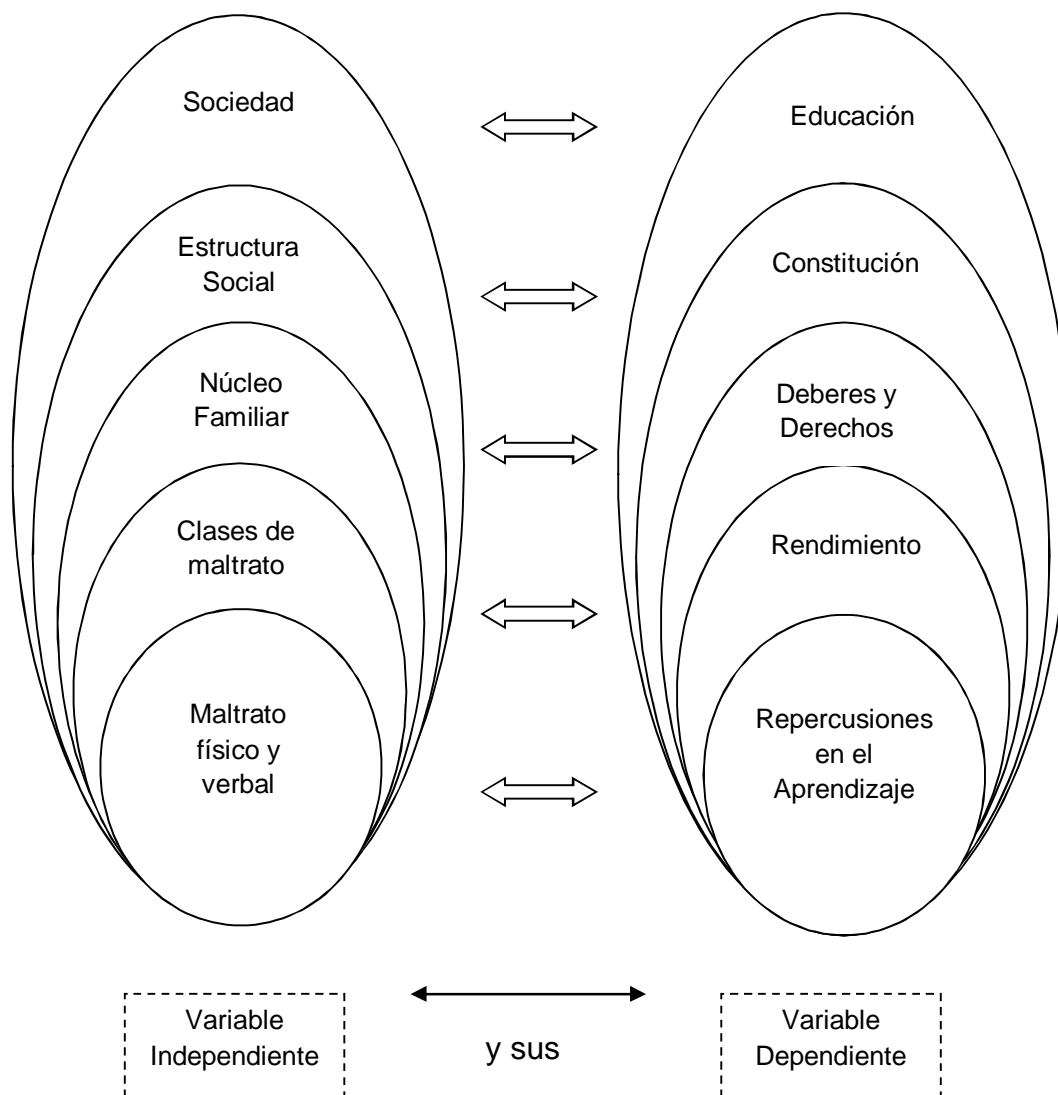 Sociedad
Educación
Estructura
Social
Constitución
Núcleo
Familiar
Deberes y
Derechos
Clases de
maltrato
Rendimiento
Maltrato
físico y
verbal
Repercusiones
en el
Aprendizaje
Variable
Independiente
y sus
Variable
Dependiente